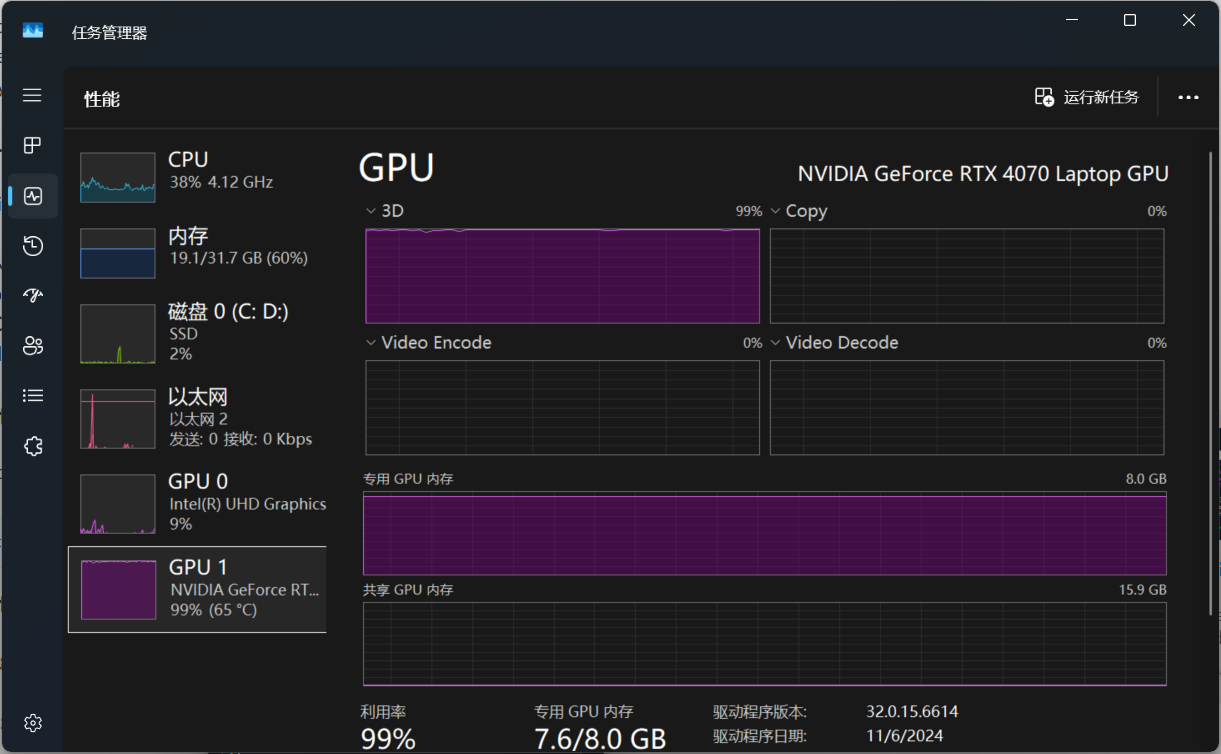 任务管理器
性能
运行新任务
CPU
38% 4.12 GHz
内存
19.1/31.7 GB (60%)
磁盘 0 (C: D:)
SSD
2%
以太网
以太网 2
发送: 0 接收: 0 Kbps
GPU 0
Intel(R) UHD Graphics
9%
GPU 1
NVIDIA GeForce RT...
99% (65 °C)
GPU
NVIDIA GeForce RTX 4070 Laptop GPU
3D 99%
Copy 0%
Video Encode 0%
Video Decode 0%
专用 GPU 内存 8.0 GB
共享 GPU 内存 15.9 GB
利用率
99%
专用 GPU 内存
7.6/8.0 GB
驱动程序版本: 32.0.15.6614
驱动程序日期: 11/6/2024